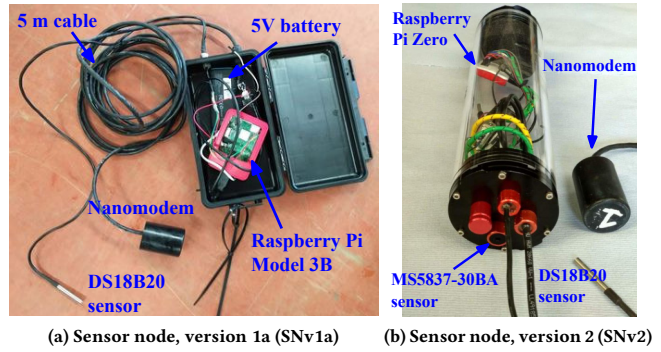 5 m cable
5V battery
Nanomodem
Raspberry Pi
Model 3B
DS18B20
sensor
(a) Sensor node, version 1a (SNv1a)
Raspberry
Pi Zero
Nanomodem
MS5837-30BA
sensor
DS18B20
sensor
(b) Sensor node, version 2 (SNv2)